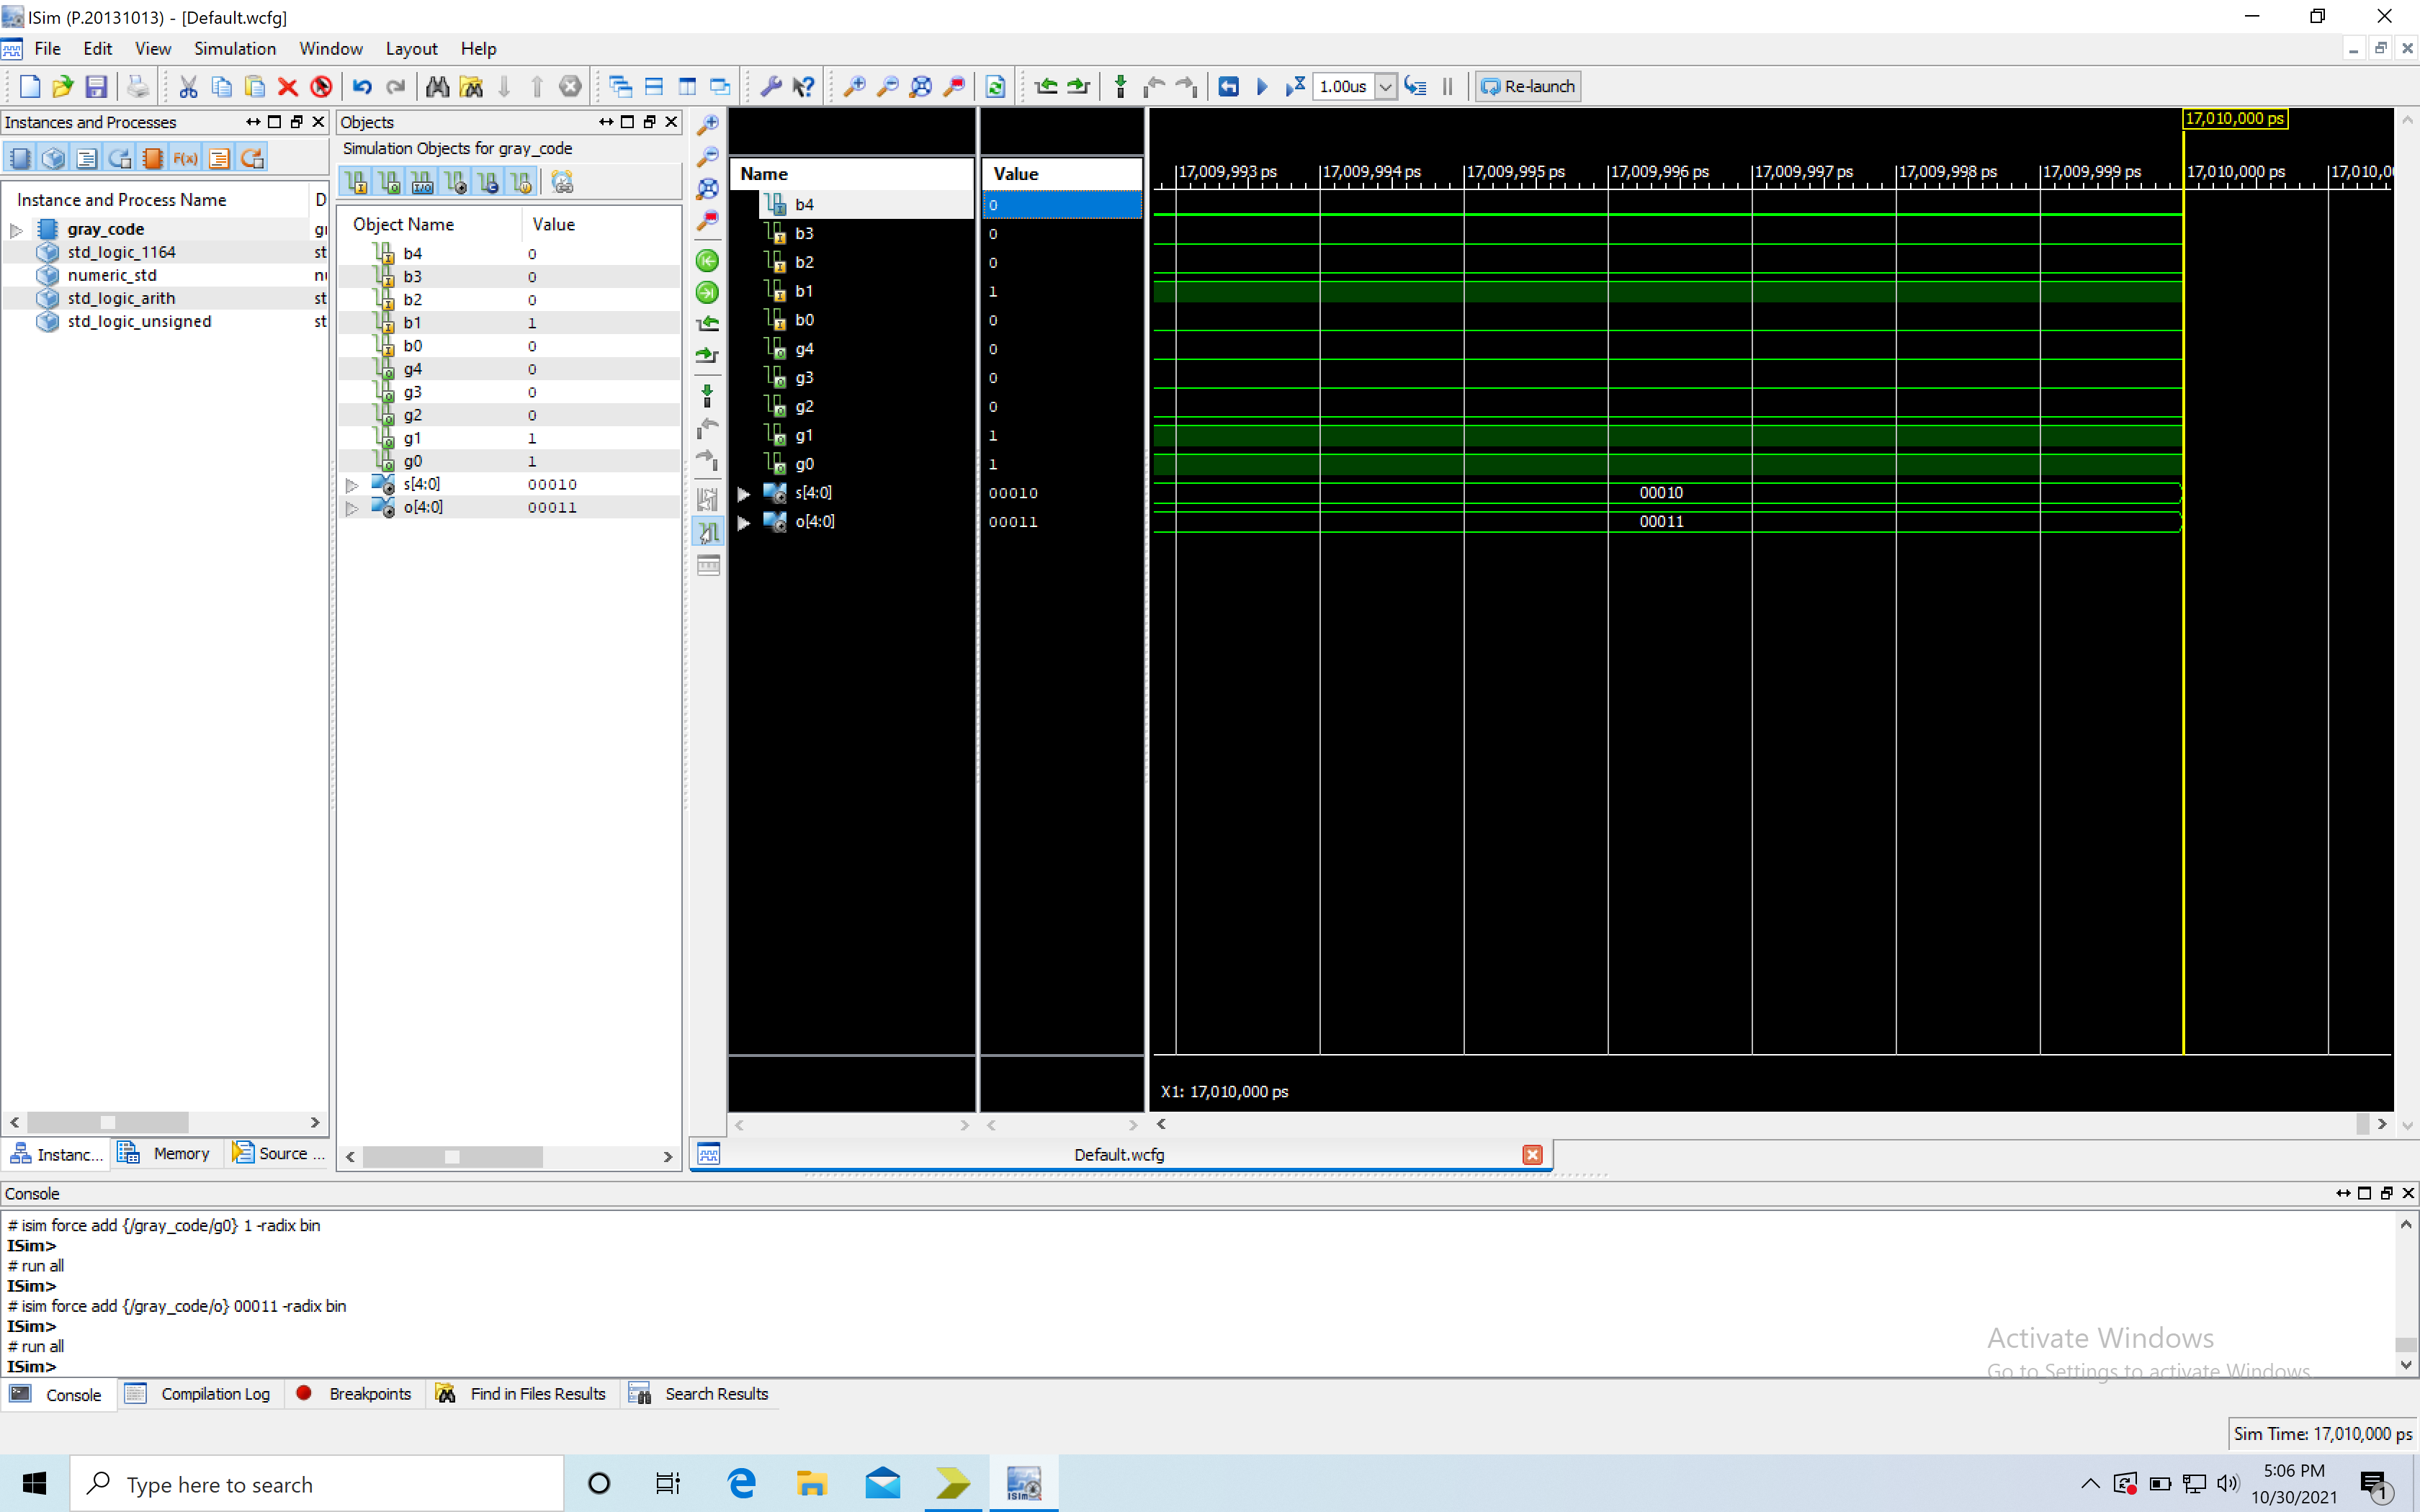 ISim (P.20131013) - [Default.wcfg]
File Edit View Simulation Window Layout Help
1.00us Re-launch
Instances and Processes
Instance and Process Name D
gray_code gr
std_logic_1164 st
numeric_std
std_logic_arith st
std_logic_unsigned st
Instanc... Memory Source ...
Objects
Simulation Objects for gray_code
Object Name Value
b4 0
b3 0
b2 0
b1 1
b0 0
g4 0
g3 0
g2 0
g1 1
g0 1
s[4:0] 00010
o[4:0] 00011
Name Value
b4 0
b3 0
b2 0
b1 1
b0 0
g4 0
g3 0
g2 0
g1 1
g0 1
s[4:0] 00010
o[4:0] 00011
17,010,000 ps
17,009,993 ps 17,009,994 ps 17,009,995 ps 17,009,996 ps 17,009,997 ps 17,009,998 ps 17,009,999 ps 17,010,000 ps 17,010,0
00010
00011
X1: 17,010,000 ps
Default.wcfg
Console
# isim force add {/gray_code/g0} 1 -radix bin
ISim>
# run all
ISim>
# isim force add {/gray_code/o} 00011 -radix bin
ISim>
# run all
ISim>
Activate Windows
Go to Settings to activate Windows.
Console Compilation Log Breakpoints Find in Files Results Search Results
Sim Time: 17,010,000 ps
Type here to search
ISim
5:06 PM
10/30/2021
1